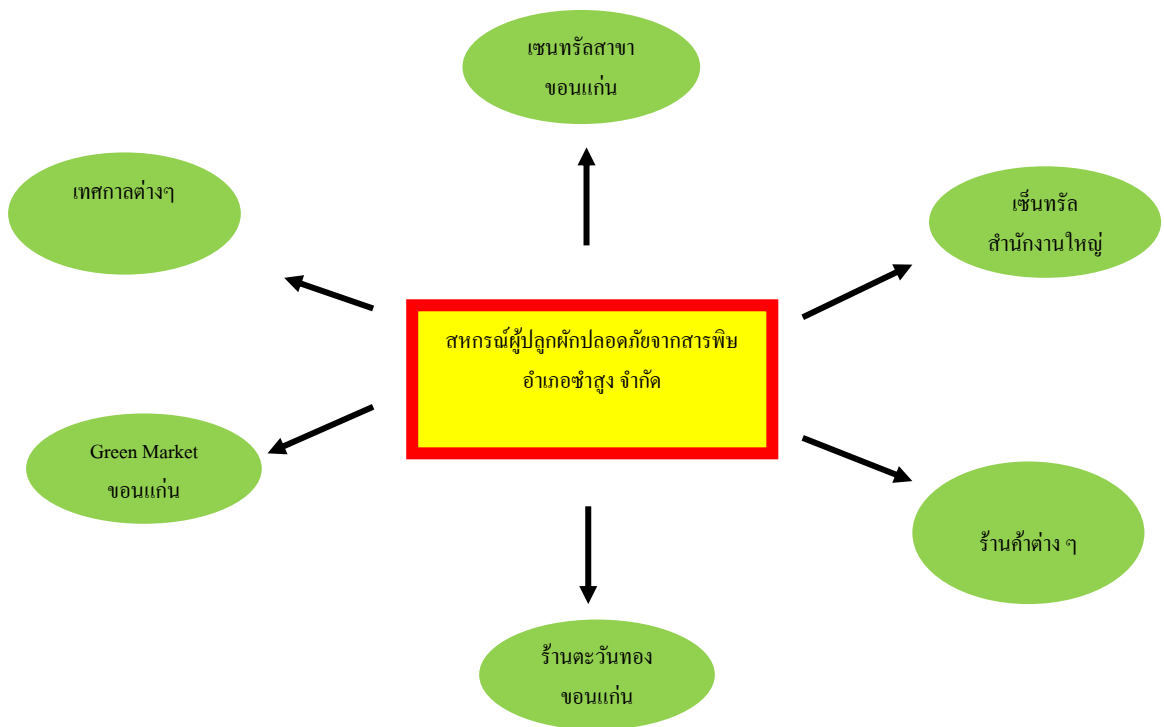 เซนทรัลสาขา
ขอนแก่น
เทศกาลต่างๆ
เซ็นทรัล
สำนักงานใหญ่
สหกรณ์ผู้ปลูกผักปลอดภัยจากสารพิษ
อำเภอซำสูง จำกัด
Green Market
ขอนแก่น
ร้านค้าต่าง ๆ
ร้านตะวันทอง
ขอนแก่น